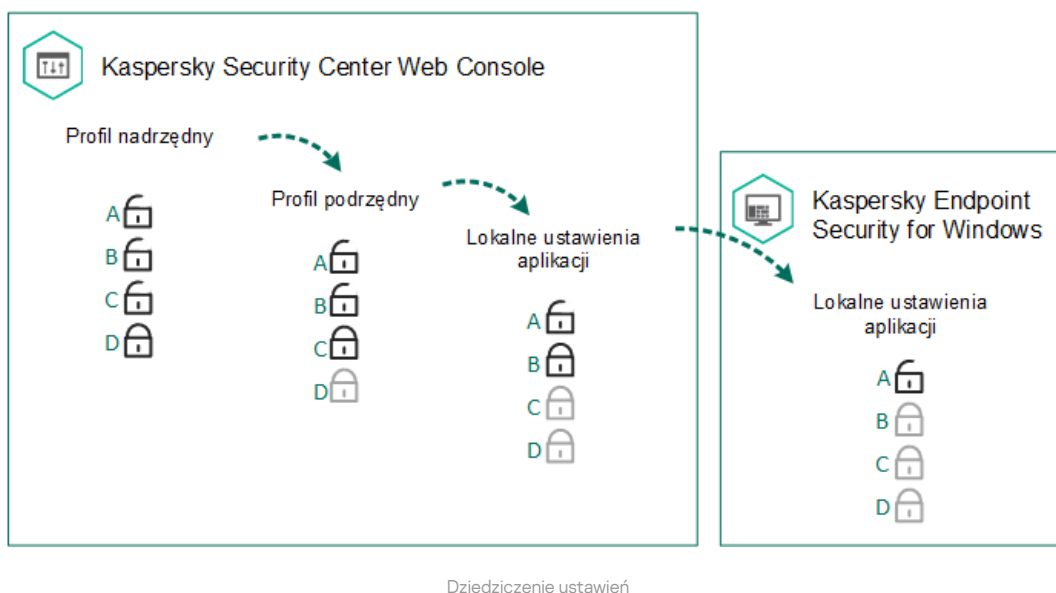 Kaspersky Security Center Web Console
Profil nadrzędny
A
B
C
D
Profil podrzędny
A
B
C
D
Lokalne ustawienia
aplikacji
A
B
C
D
Kaspersky Endpoint
Security for Windows
Lokalne ustawienia
aplikacji
A
B
C
D
Dziedziczenie ustawień